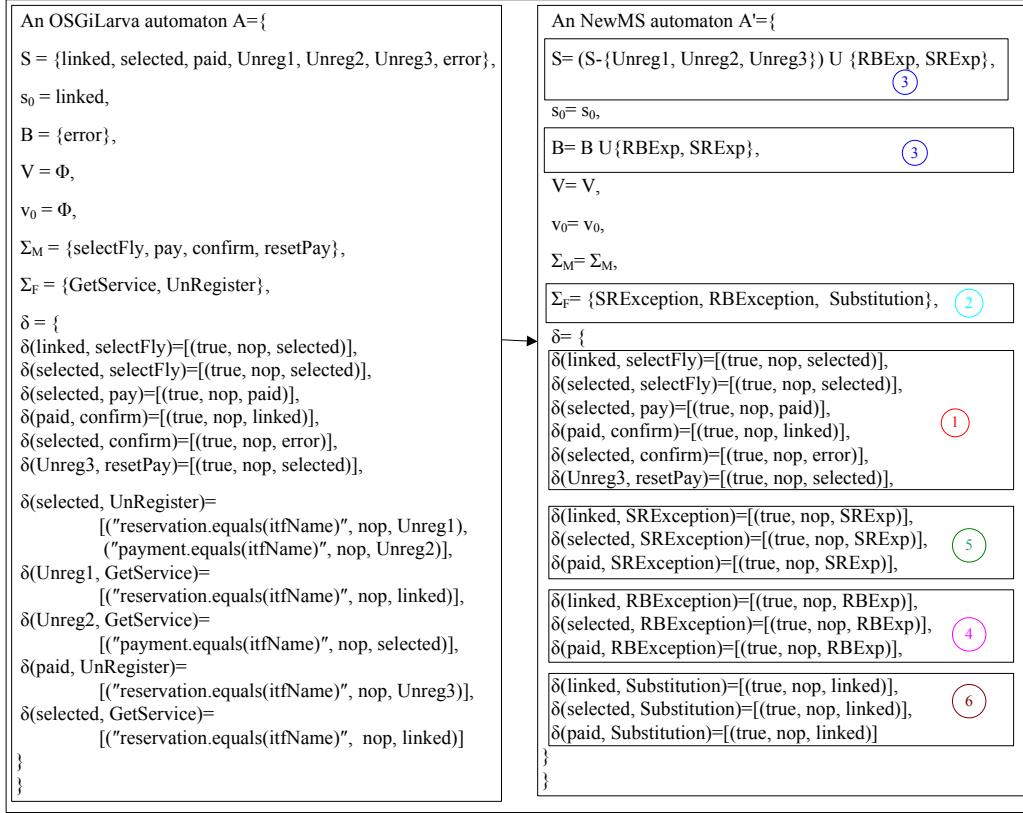 An OSGiLarva automaton A={
S = {linked, selected, paid, Unreg1, Unreg2, Unreg3, error},
s₀ = linked,
B = {error},
V = Φ,
v₀ = Φ,
Σ_M = {selectFly, pay, confirm, resetPay},
Σ_F = {GetService, UnRegister},
δ = {
δ(linked, selectFly)=[(true, nop, selected)],
δ(selected, selectFly)=[(true, nop, selected)],
δ(selected, pay)=[(true, nop, paid)],
δ(paid, confirm)=[(true, nop, linked)],
δ(selected, confirm)=[(true, nop, error)],
δ(Unreg3, resetPay)=[(true, nop, selected)],
δ(selected, UnRegister)=
[(″reservation.equals(itfName)″, nop, Unreg1),
(″payment.equals(itfName)″, nop, Unreg2)],
δ(Unreg1, GetService)=
[(″reservation.equals(itfName)″, nop, linked)],
δ(Unreg2, GetService)=
[(″payment.equals(itfName)″, nop, selected)],
δ(paid, UnRegister)=
[(″reservation.equals(itfName)″, nop, Unreg3)],
δ(selected, GetService)=
[(″reservation.equals(itfName)″, nop, linked)]
}
}
An NewMS automaton A'={
S= (S-{Unreg1, Unreg2, Unreg3}) U {RBExp, SRExp},
3
s₀= s₀,
B= B U{RBExp, SRExp}, 3
V= V,
v₀= v₀,
Σ_M= Σ_M,
Σ_F= {SRException, RBException, Substitution}, 2
δ= {
δ(linked, selectFly)=[(true, nop, selected)],
δ(selected, selectFly)=[(true, nop, selected)],
δ(selected, pay)=[(true, nop, paid)],
δ(paid, confirm)=[(true, nop, linked)], 1
δ(selected, confirm)=[(true, nop, error)],
δ(Unreg3, resetPay)=[(true, nop, selected)],
δ(linked, SRException)=[(true, nop, SRExp)],
δ(selected, SRException)=[(true, nop, SRExp)], 5
δ(paid, SRException)=[(true, nop, SRExp)],
δ(linked, RBException)=[(true, nop, RBExp)],
δ(selected, RBException)=[(true, nop, RBExp)], 4
δ(paid, RBException)=[(true, nop, RBExp)],
δ(linked, Substitution)=[(true, nop, linked)],
δ(selected, Substitution)=[(true, nop, linked)], 6
δ(paid, Substitution)=[(true, nop, linked)]
}
}